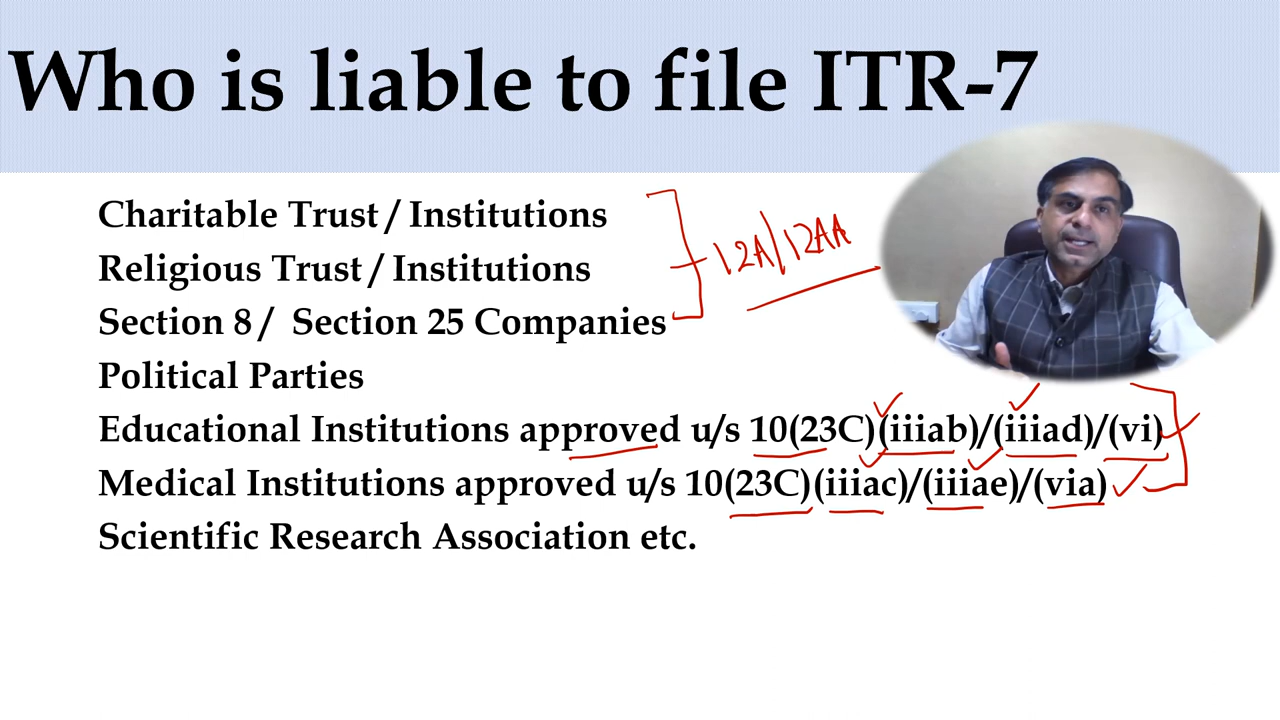 Who is liable to file ITR-7
Charitable Trust / Institutions
Religious Trust / Institutions
12A/12AA
Section 8 / Section 25 Companies
Political Parties
Educational Institutions approved u/s 10(23C)(iiiab)/(iiiad)/(vi)
Medical Institutions approved u/s 10(23C)(iiiac)/(iiiae)/(via)
Scientific Research Association etc.